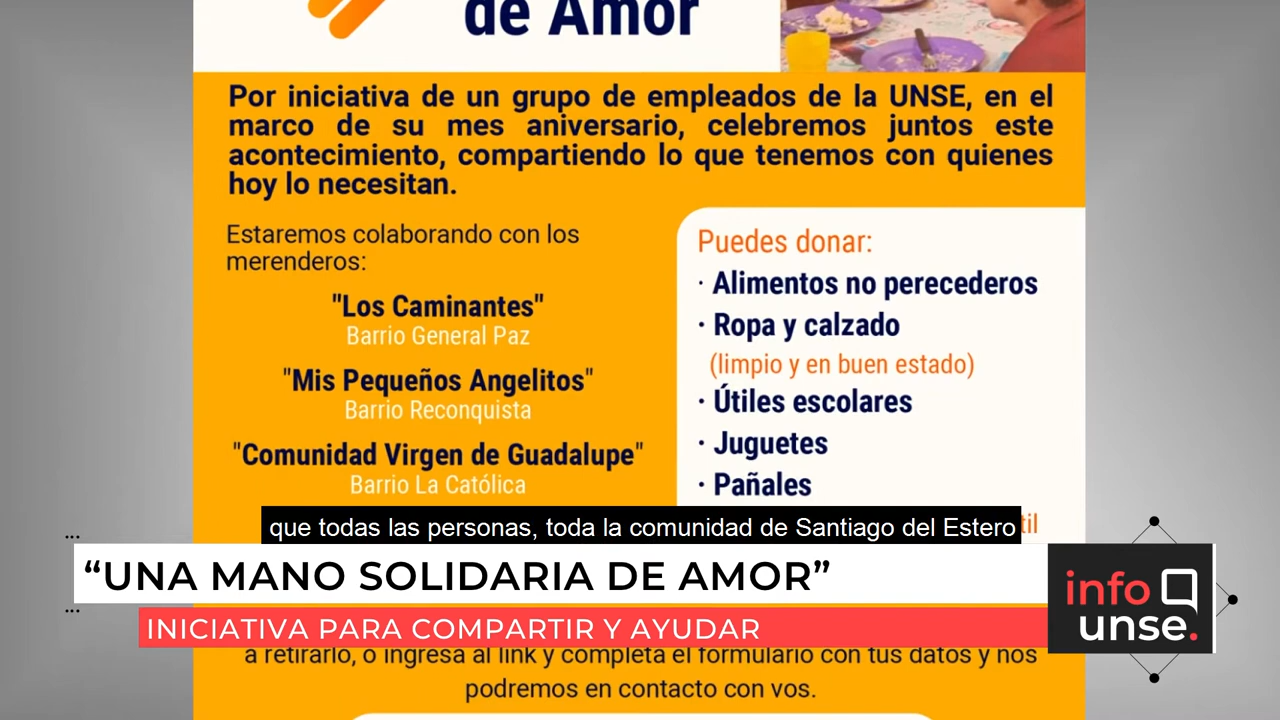 de Amor
Por iniciativa de un grupo de empleados de la UNSE, en el
marco de su mes aniversario, celebremos juntos este
acontecimiento, compartiendo lo que tenemos con quienes
hoy lo necesitan.
Estaremos colaborando con los
merenderos:
"Los Caminantes"
Barrio General Paz
"Mis Pequeños Angelitos"
Barrio Reconquista
"Comunidad Virgen de Guadalupe"
Barrio La Católica
Puedes donar:
· Alimentos no perecederos
· Ropa y calzado
(limpio y en buen estado)
· Útiles escolares
· Juguetes
· Pañales
que todas las personas, toda la comunidad de Santiago del Estero
“UNA MANO SOLIDARIA DE AMOR”
INICIATIVA PARA COMPARTIR Y AYUDAR
info
unse.
a retirarlo, o ingresa al link y completa el formulario con tus datos y nos
podremos en contacto con vos.